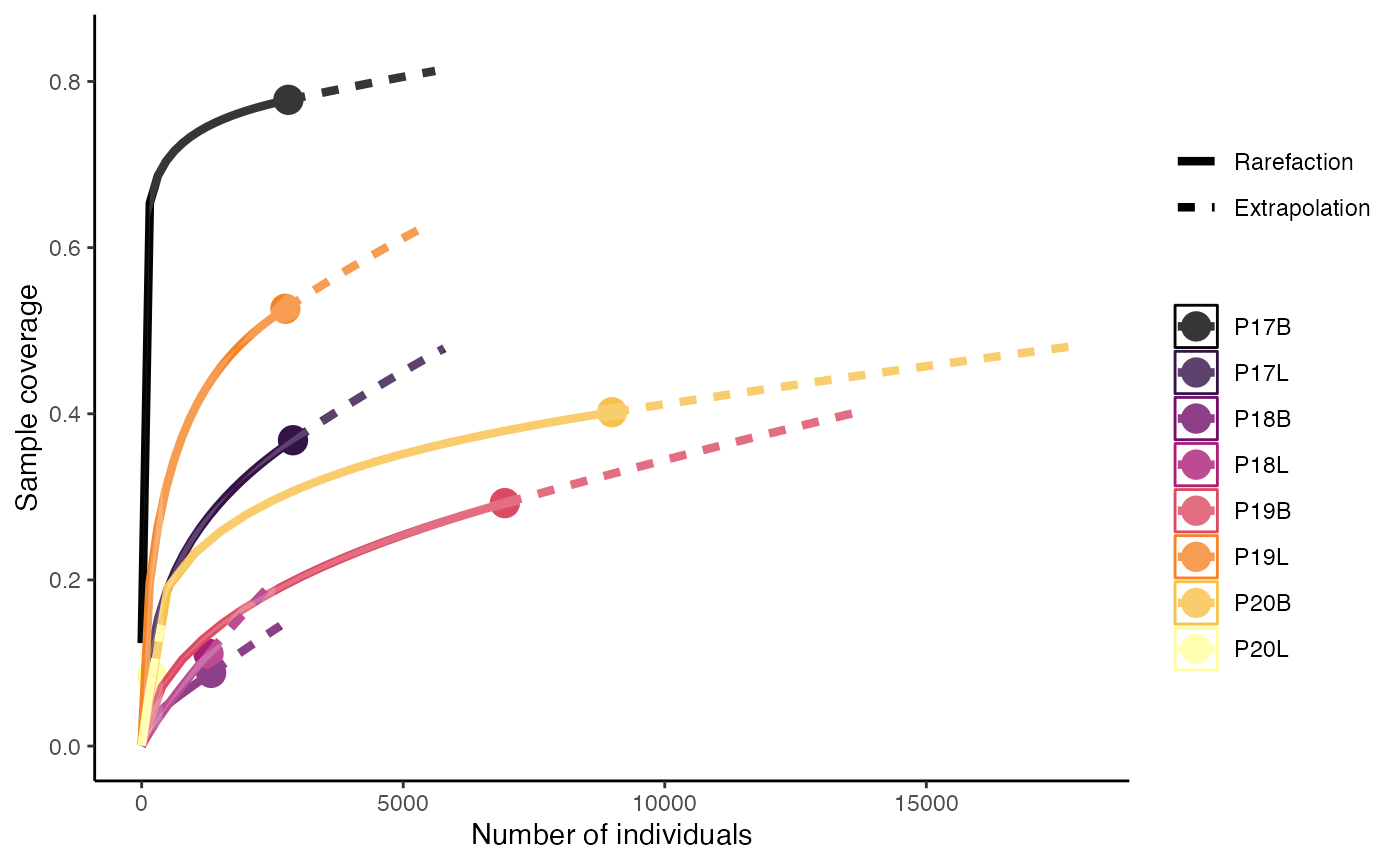 Sample coverage
0.8
0.6
0.4
0.2
0.0
0
5000
10000
15000
Number of individuals
Rarefaction
Extrapolation
P17B
P17L
P18B
P18L
P19B
P19L
P20B
P20L